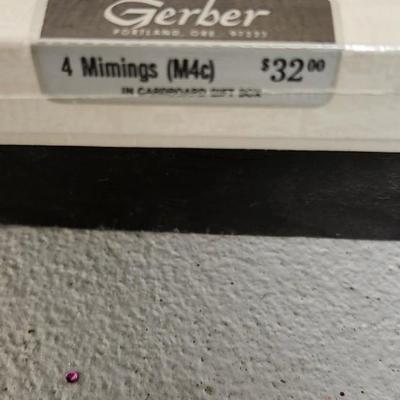 Gerber
PORTLAND, ORE. 97223
4 Mimings (M4c) $32.00
IN CARDBOARD GIFT BOX